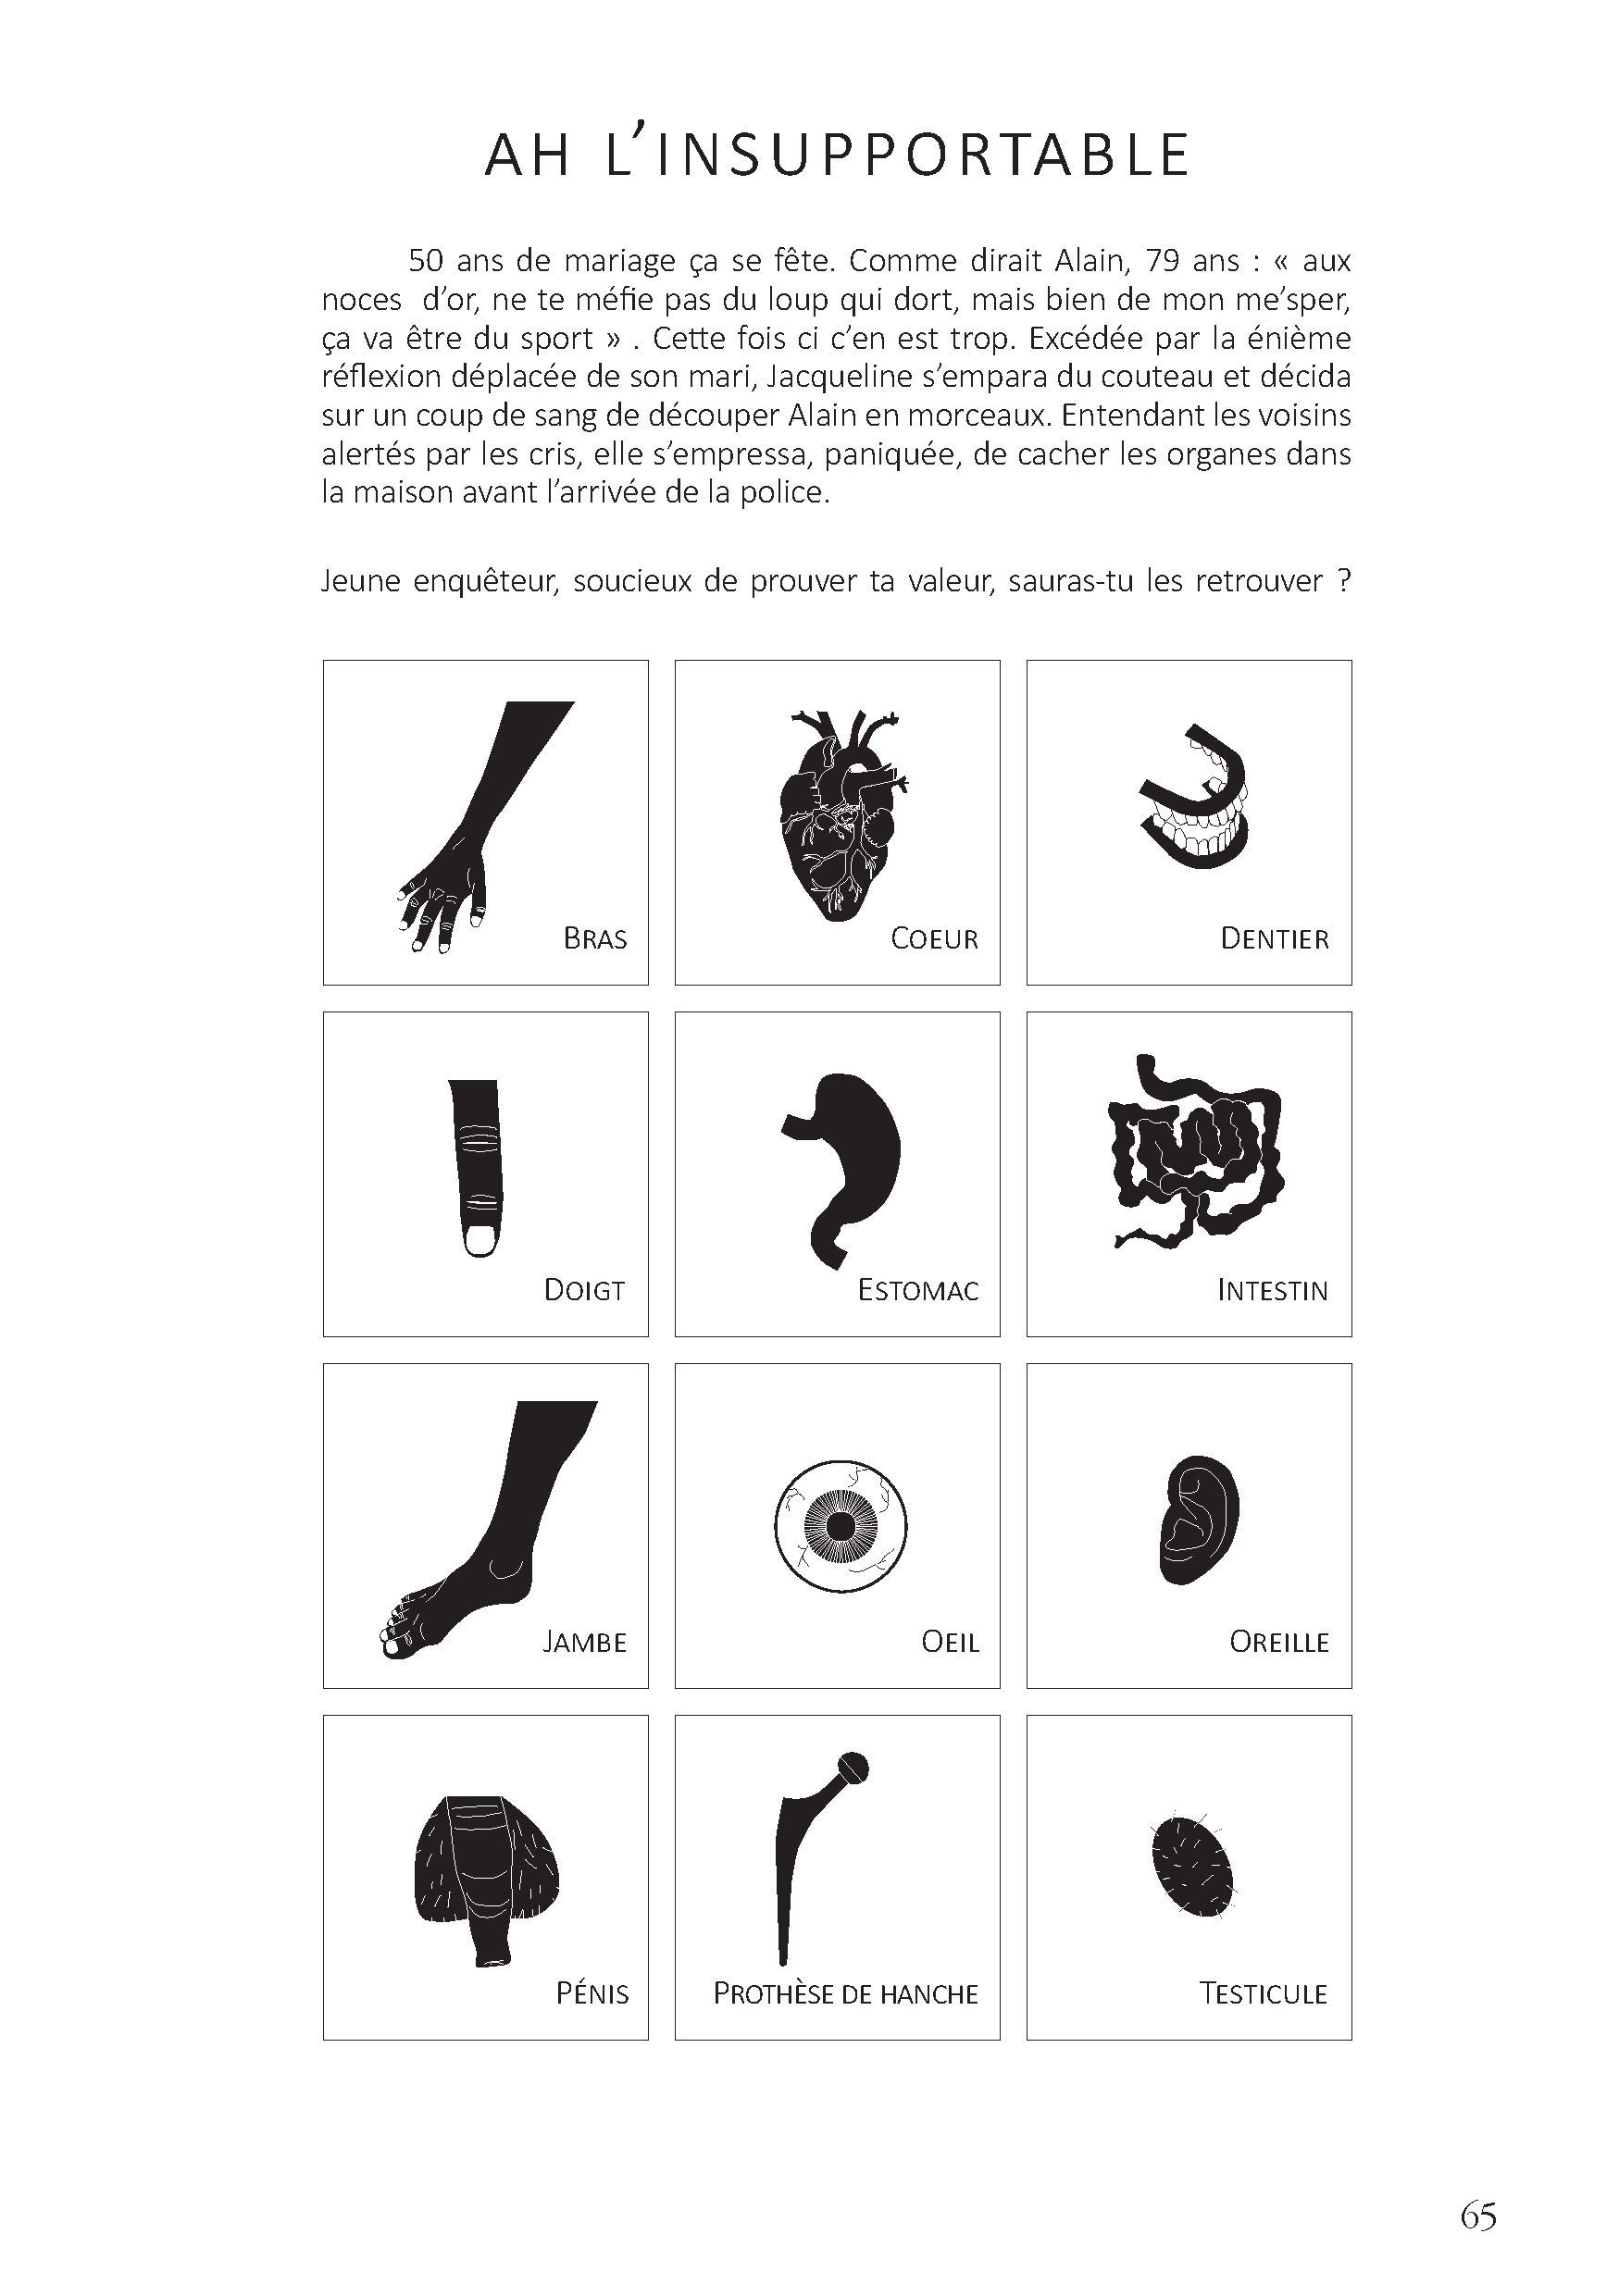 AH L’INSUPPORTABLE
50 ans de mariage ça se fête. Comme dirait Alain, 79 ans : « aux
noces d’or, ne te méfie pas du loup qui dort, mais bien de mon me’sper,
ça va être du sport » . Cette fois ci c’en est trop. Excédée par la énième
réflexion déplacée de son mari, Jacqueline s’empara du couteau et décida
sur un coup de sang de découper Alain en morceaux. Entendant les voisins
alertés par les cris, elle s’empressa, paniquée, de cacher les organes dans
la maison avant l’arrivée de la police.
Jeune enquêteur, soucieux de prouver ta valeur, sauras-tu les retrouver ?
Bras
Coeur
Dentier
Doigt
Estomac
Intestin
Jambe
Oeil
Oreille
Pénis
Prothèse de hanche
Testicule
65